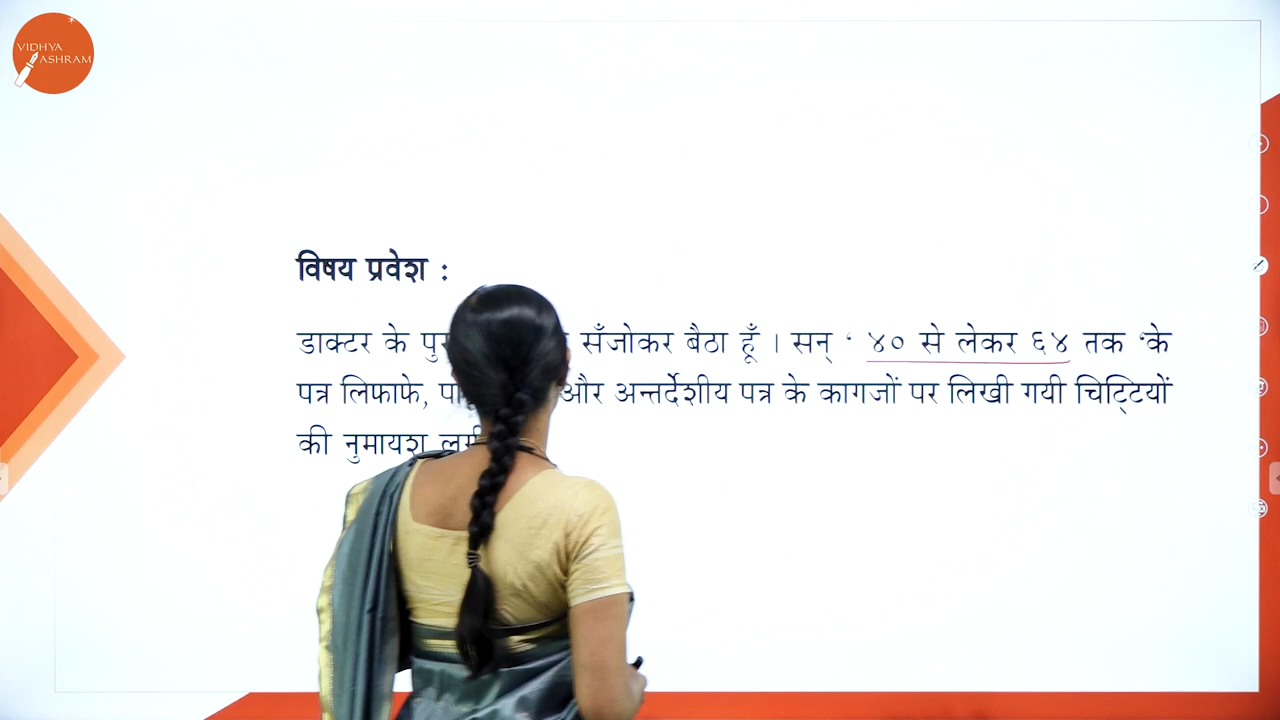 VIDHYA
ASHRAM
विषय प्रवेश :
डाक्टर के सँजोकर बैठा हूँ । सन् ‘ ४० से लेकर ६४ तक ‘के
पत्र लिफाफे, और अन्तर्देशीय पत्र के कागजों पर लिखी गयी चिट्टियों
की नुमायश